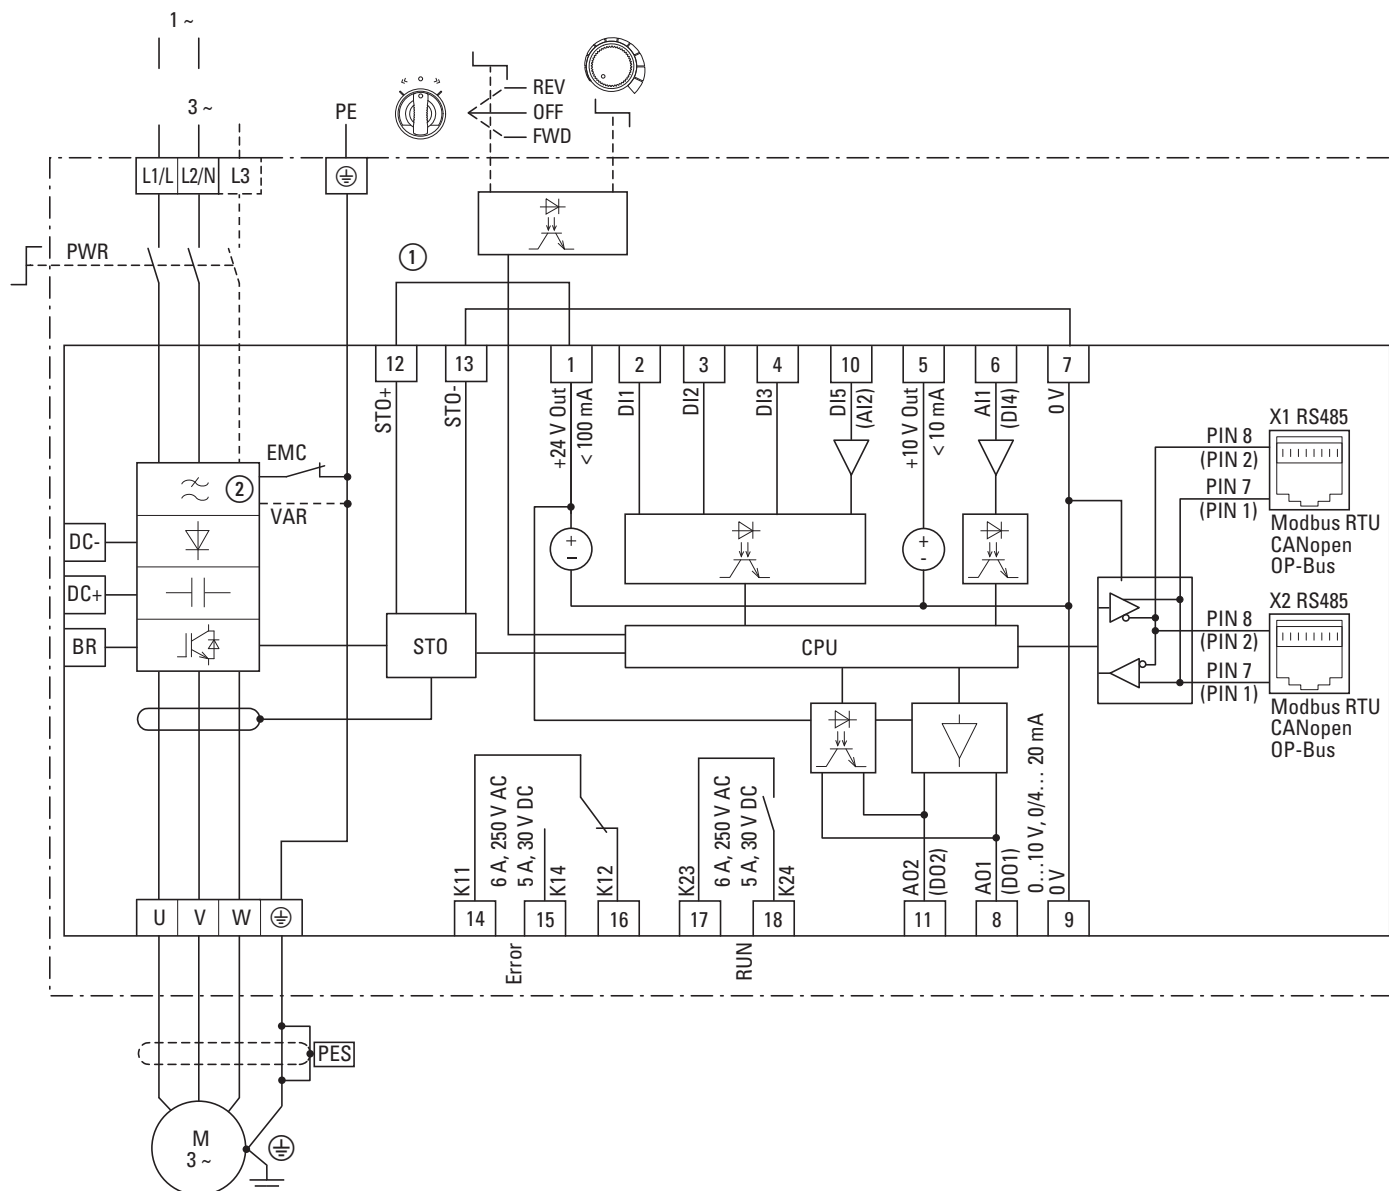 1 ~
3 ~
PE
REV
OFF
FWD
L1/L L2/N L3
PWR
1
12 13 1 2 3 4 10 5 6 7
STO+
STO-
+24 V Out
< 100 mA
DI1
DI2
DI3
DI5
(AI2)
+10 V Out
< 10 mA
AI1
(DI4)
0 V
X1 RS485
PIN 8
(PIN 2)
PIN 7
(PIN 1)
Modbus RTU
CANopen
OP-Bus
EMC
2
VAR
DC-
DC+
BR
+
−
+
-
STO
CPU
X2 RS485
PIN 8
(PIN 2)
PIN 7
(PIN 1)
Modbus RTU
CANopen
OP-Bus
K11
6 A, 250 V AC
5 A, 30 V DC
K14
K12
K23
6 A, 250 V AC
5 A, 30 V DC
K24
AO2
(DO2)
AO1
(DO1)
0...10 V, 0/4... 20 mA
0 V
U V W
14 15 16 17 18 11 8 9
Error
RUN
PES
M
3 ~